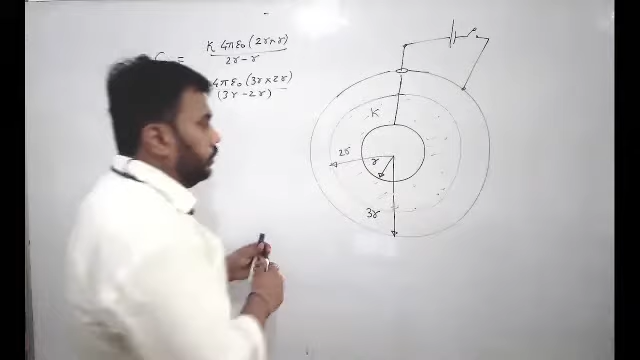 C = K 4πε₀ (2r×r)
2r-r
4πε₀ (3r×2r)
(3r-2r)
K
2r
r
3r